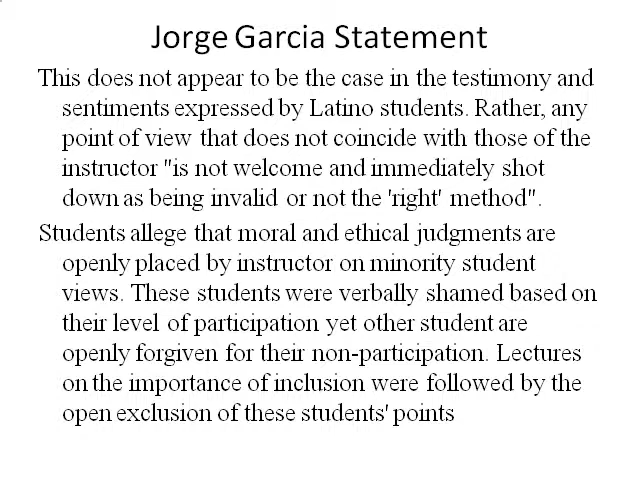 Jorge Garcia Statement
This does not appear to be the case in the testimony and
sentiments expressed by Latino students. Rather, any
point of view that does not coincide with those of the
instructor "is not welcome and immediately shot
down as being invalid or not the 'right' method".
Students allege that moral and ethical judgments are
openly placed by instructor on minority student
views. These students were verbally shamed based on
their level of participation yet other student are
openly forgiven for their non-participation. Lectures
on the importance of inclusion were followed by the
open exclusion of these students' points